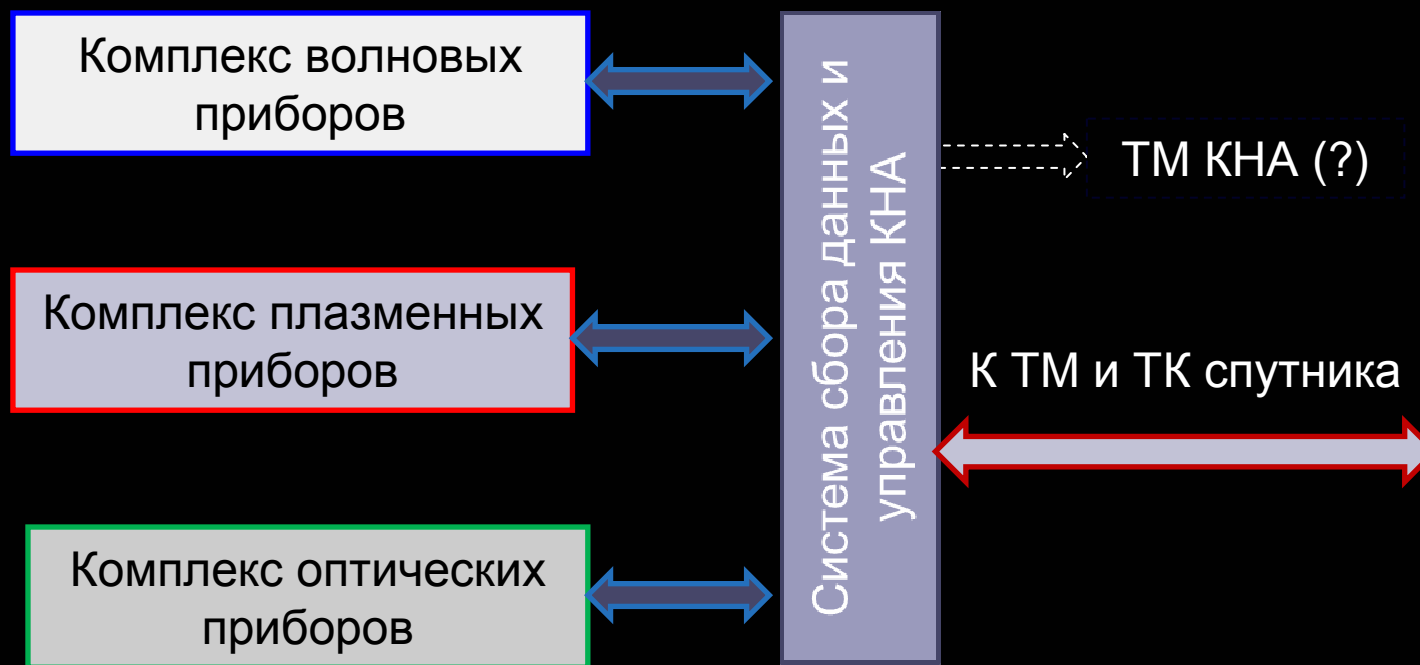 Комплекс волновых
приборов
Комплекс плазменных
приборов
Комплекс оптических
приборов
Система сбора данных и
управления КНА
ТМ КНА (?)
К ТМ и ТК спутника